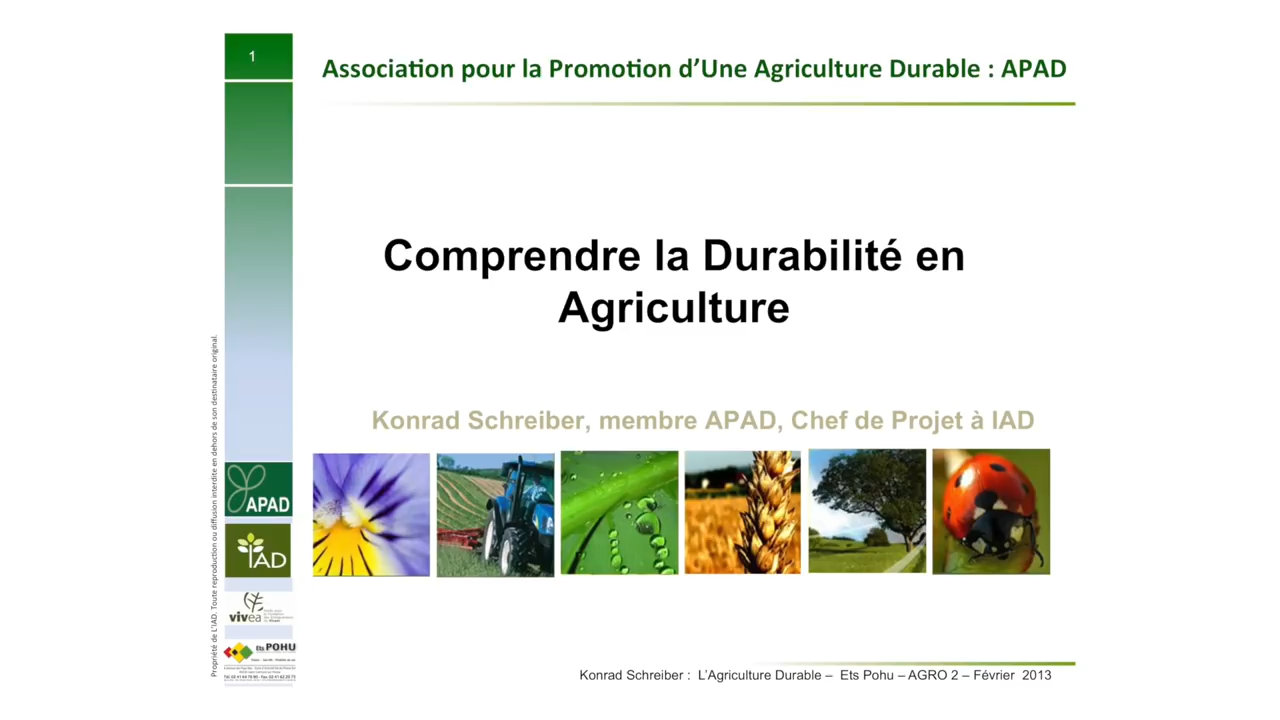 1
Association pour la Promotion d'Une Agriculture Durable : APAD
Comprendre la Durabilité en
Agriculture
Konrad Schreiber, membre APAD, Chef de Projet à IAD
Propriété de L'IAD. Toute reproduction ou diffusion interdite en dehors de son destinataire original.
APAD
IAD
vivea
Ets POHU
Konrad Schreiber : L'Agriculture Durable – Ets Pohu – AGRO 2 – Février 2013